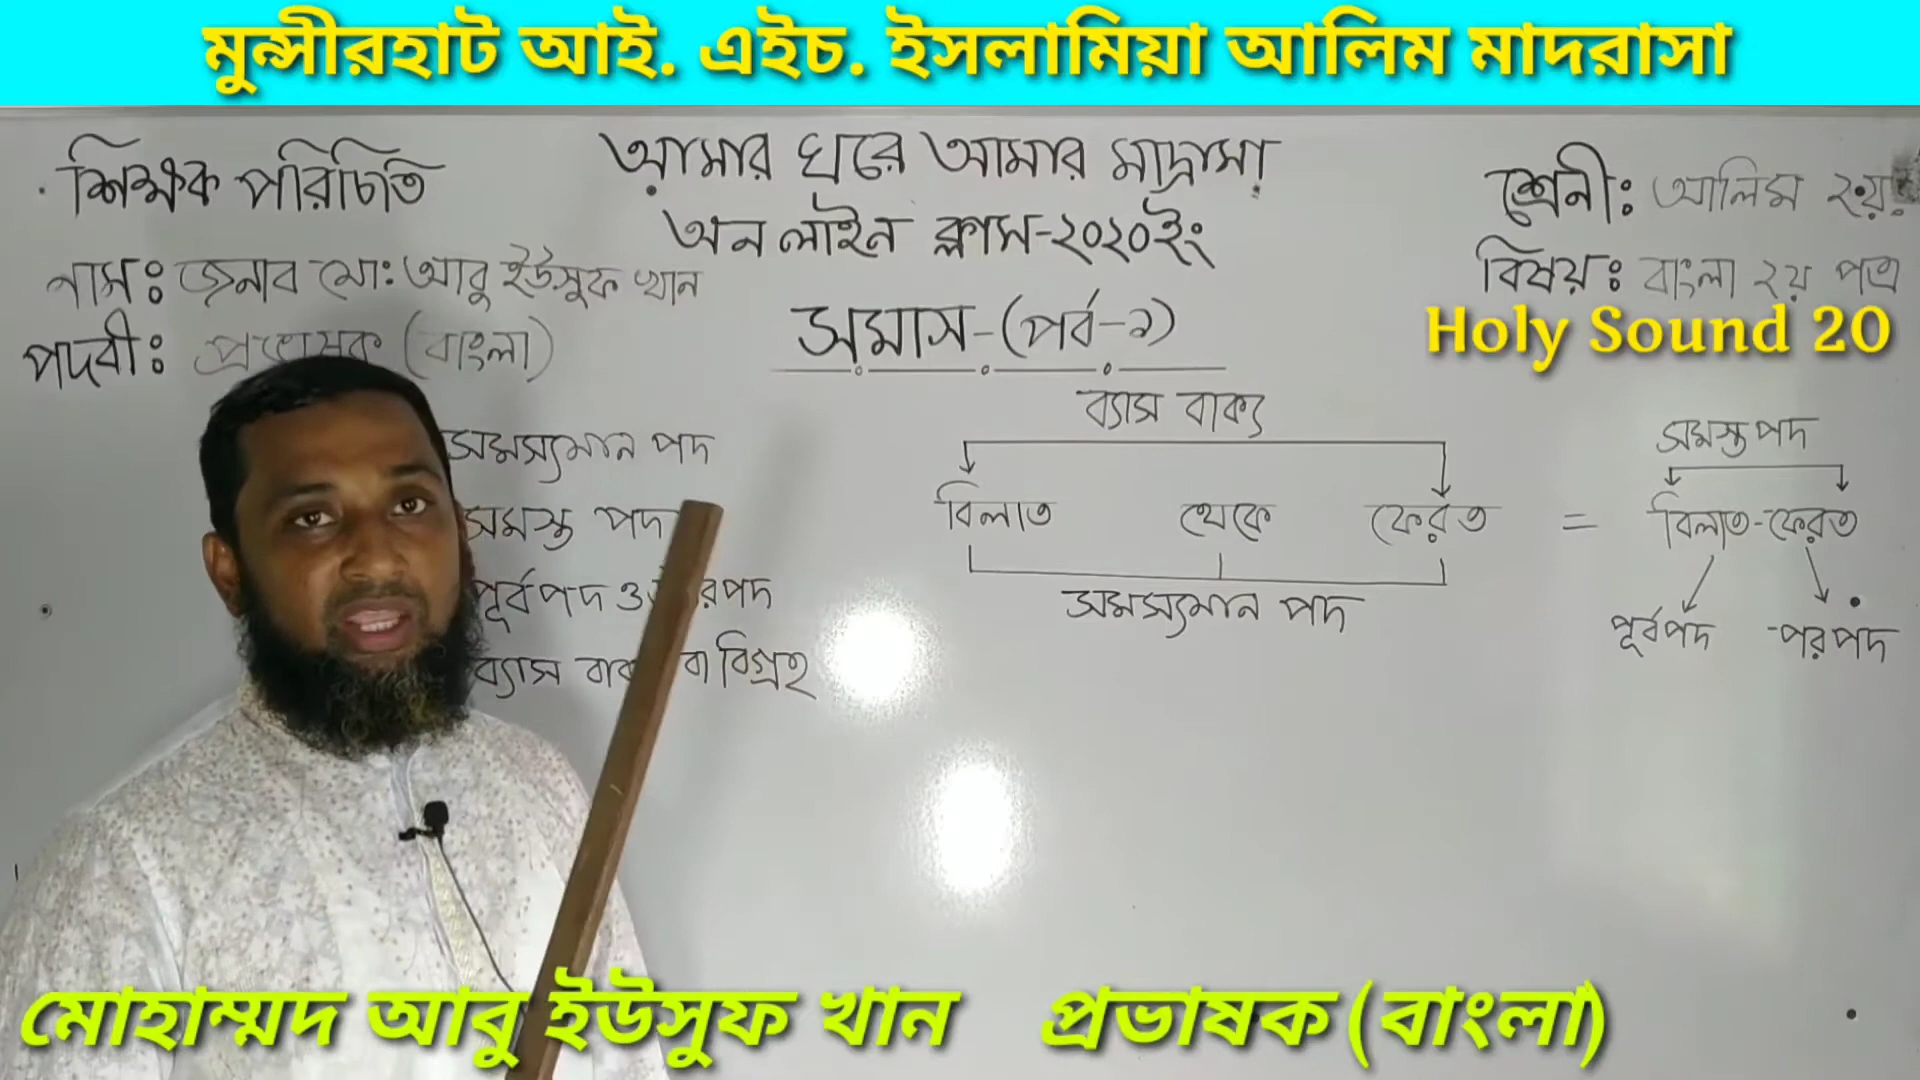 মুন্সীরহাট আই. এইচ. ইসলামিয়া আলিম মাদরাসা
শিক্ষক পরিচিতি
নামঃ জনাব মো: আবু ইউসুফ খান
পদবীঃ প্রভাষক (বাংলা)
আমার ঘরে আমার মাদ্রাসা
অন লাইন ক্লাস-২০২০ইং
সমাস-(পর্ব-১)
শ্রেনীঃ আলিম ২য়
বিষয়ঃ বাংলা ২য় পত্র
Holy Sound 20
সমস্যমান পদ
সমস্ত পদ
পূর্বপদ ও রপদ
ব্যাস বাক বা বিগ্রহ
ব্যাস বাক্য
বিলাত থেকে ফেরত = বিলাত-ফেরত
সমস্যমান পদ
সমস্ত পদ
পূর্বপদ -পরপদ
মোহাম্মদ আবু ইউসুফ খান প্রভাষক (বাংলা)